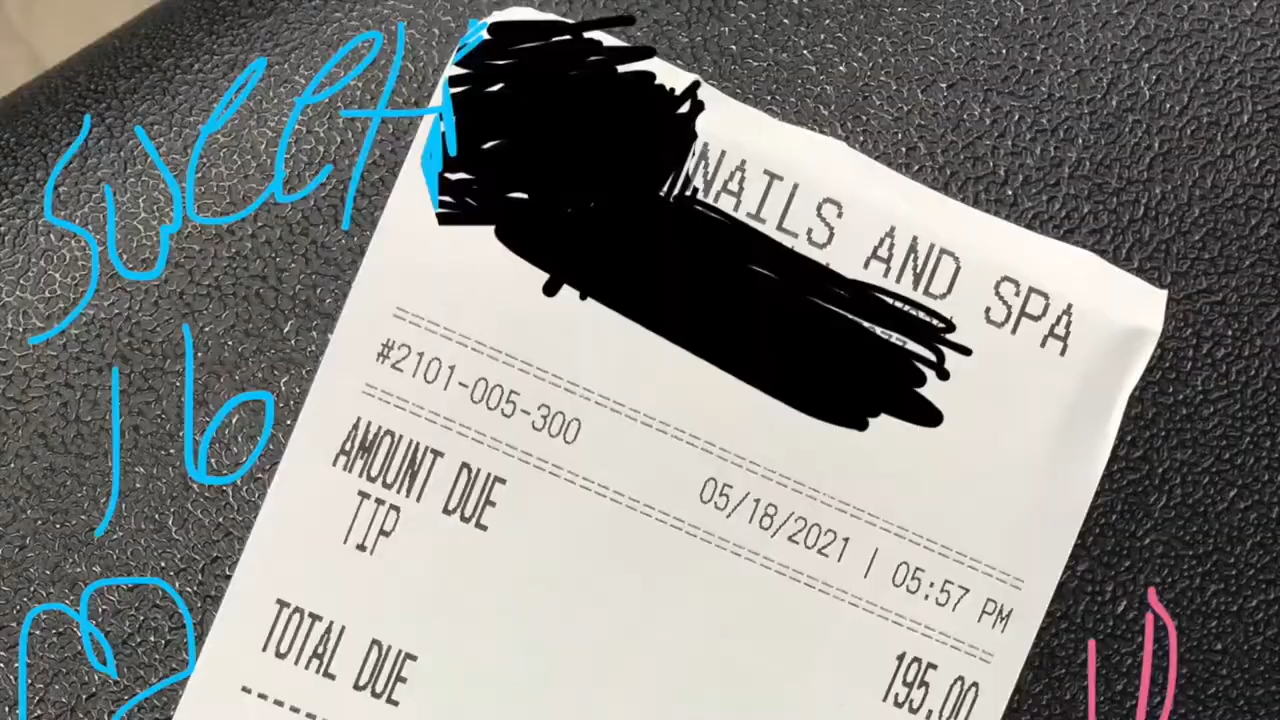 sweet
16
NAILS AND SPA
#2101-005-300
05/18/2021 | 05:57 PM
AMOUNT DUE
195.00
TIP
TOTAL DUE